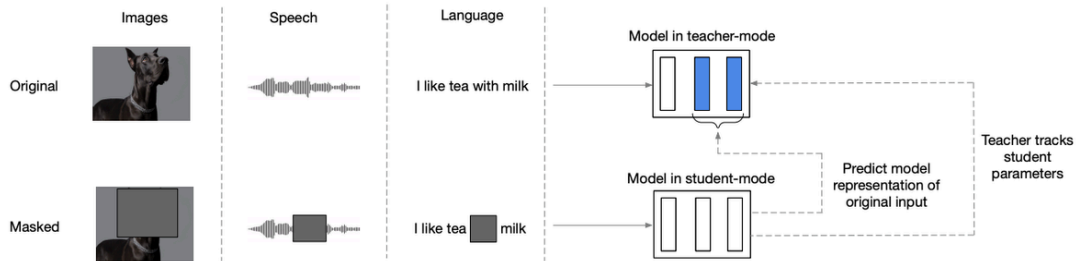 Images
Speech
Language
Original
I like tea with milk
Model in teacher-mode
Teacher tracks
student
parameters
Predict model
representation of
original input
Model in student-mode
Masked
I like tea milk